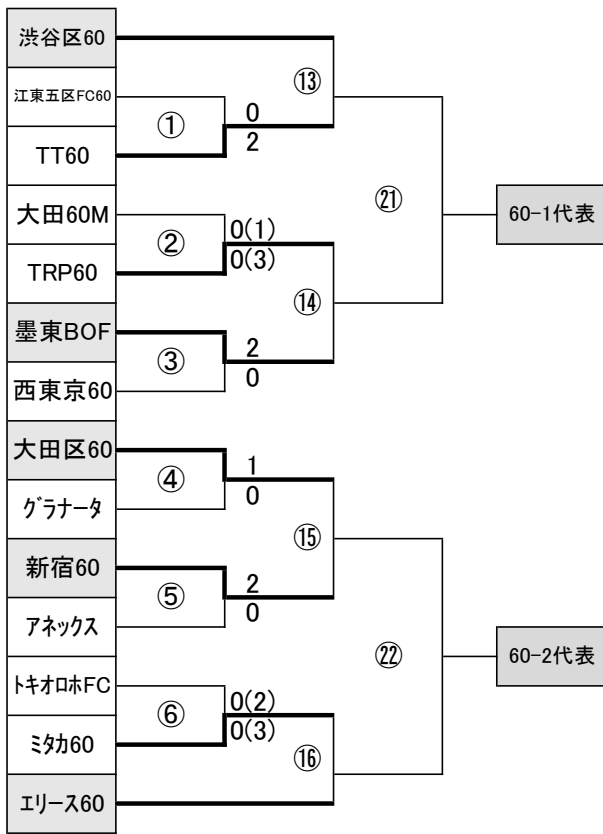 渋谷区60
⑬
江東五区FC60
0
①
2
TT60
㉑
60-1代表
大田60M
0(1)
②
0(3)
TRP60
⑭
墨東BOF
2
③
0
西東京60
大田区60
1
④
0
グラナータ
⑮
新宿60
2
⑤
0
アネックス
㉒
60-2代表
トキオロホFC
0(2)
⑥
0(3)
ミタカ60
⑯
エリース60